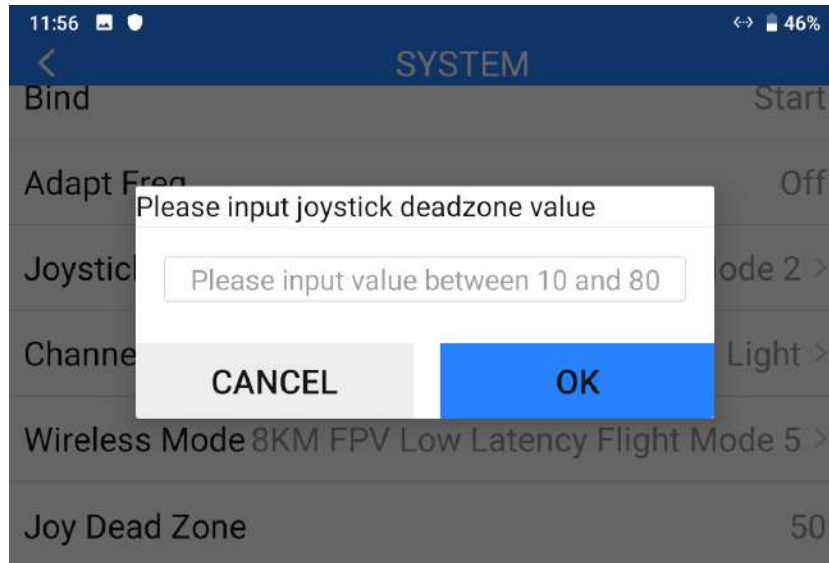 11:56 46%
SYSTEM
Bind Start
Adapt Freq Off
Please input joystick deadzone value
Joystic ode 2 >
Please input value between 10 and 80
Channe Light >
CANCEL OK
Wireless Mode 8KM FPV Low Latency Flight Mode 5 >
Joy Dead Zone 50